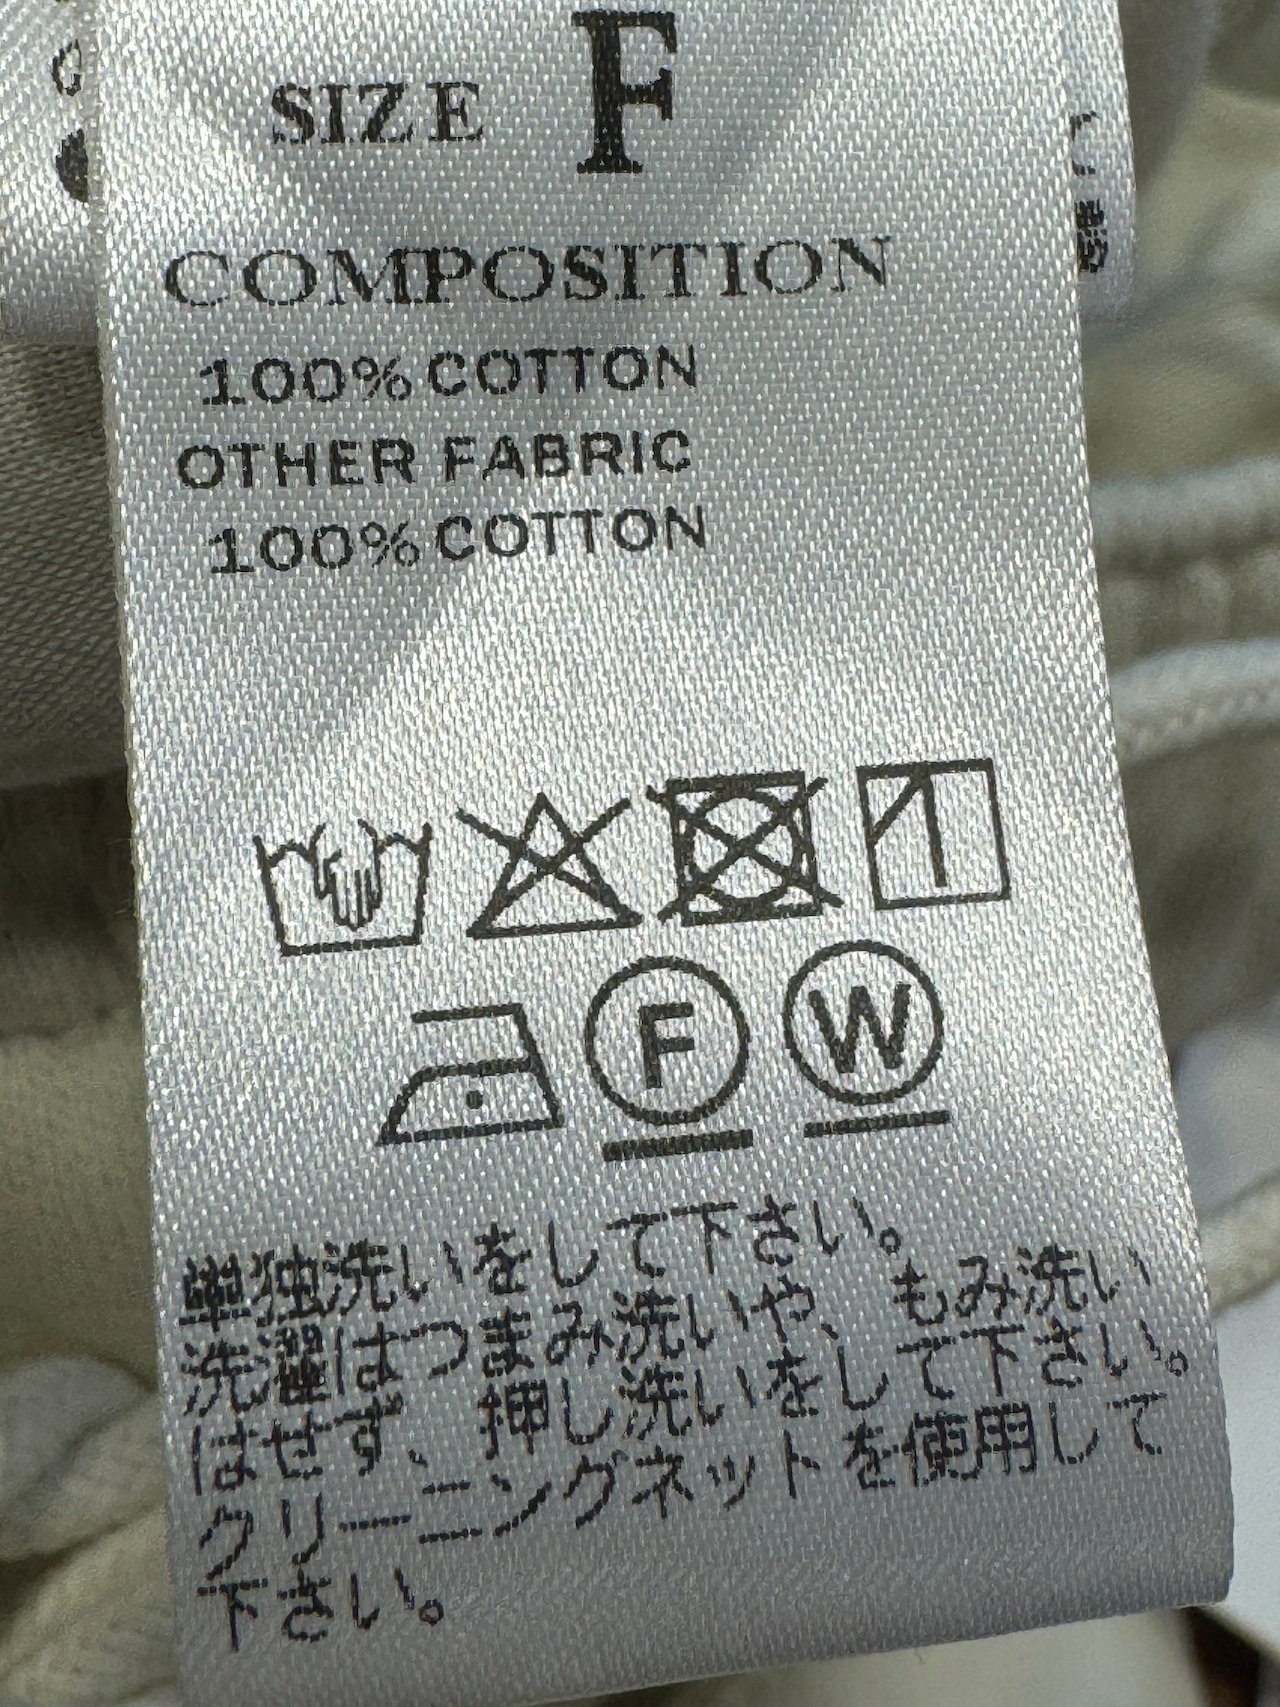 SIZE F
COMPOSITION
100% COTTON
OTHER FABRIC
100% COTTON
F W
単独洗いをして下さい。
洗濯はつまみ洗いや、もみ洗い
はせず、押し洗いをして下さい。
クリーニングネットを使用して
下さい。